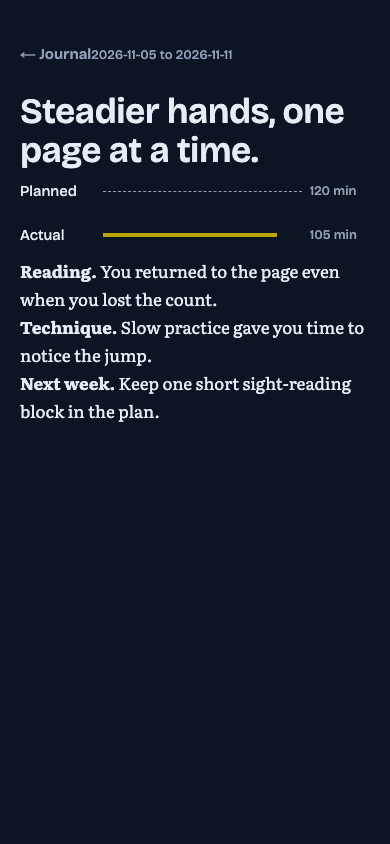 ← Journal2026-11-05 to 2026-11-11
Steadier hands, one
page at a time.
Planned 120 min
Actual 105 min
Reading. You returned to the page even
when you lost the count.
Technique. Slow practice gave you time to
notice the jump.
Next week. Keep one short sight-reading
block in the plan.